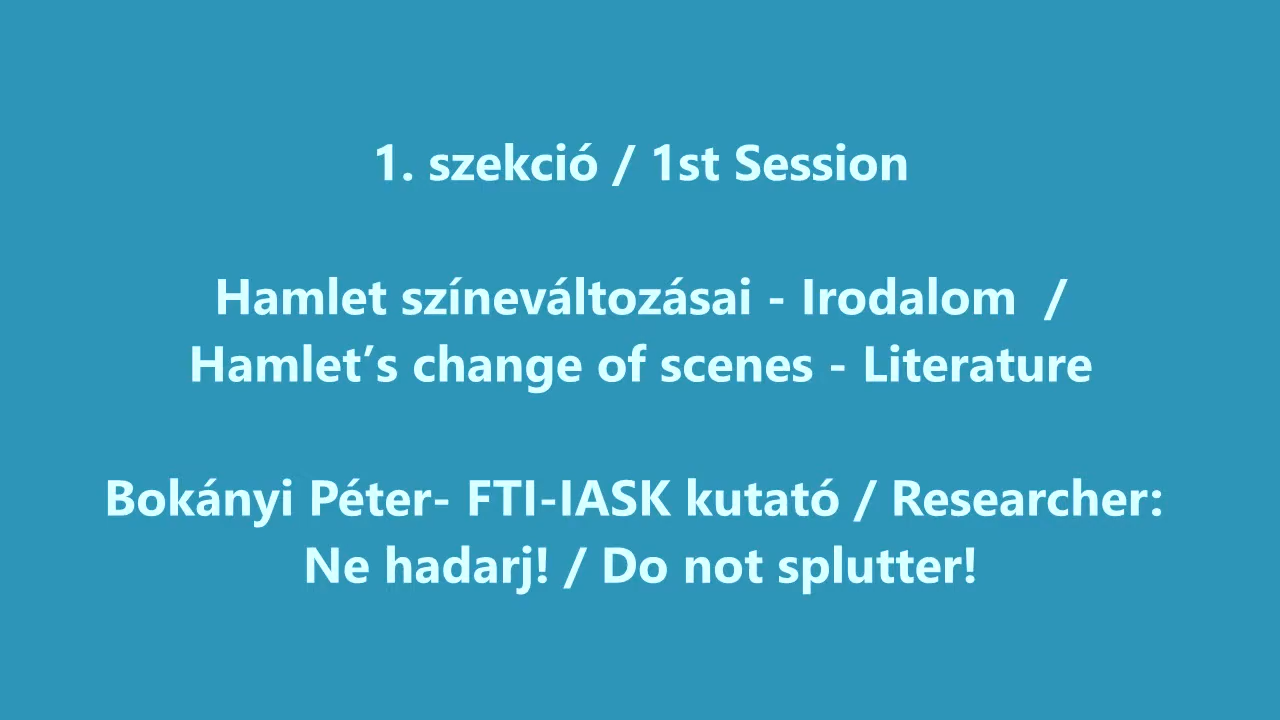 1. szekció / 1st Session
Hamlet színeváltozásai - Irodalom /
Hamlet’s change of scenes - Literature
Bokányi Péter- FTI-IASK kutató / Researcher:
Ne hadarj! / Do not splutter!